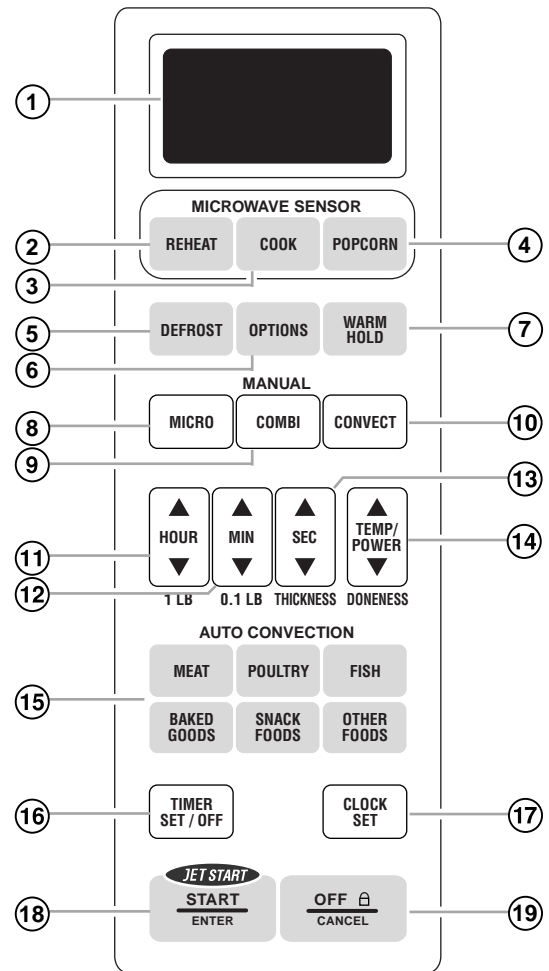 1
MICROWAVE SENSOR
2 REHEAT COOK POPCORN 4
3
5 DEFROST OPTIONS WARM HOLD 7
6
MANUAL
8 MICRO COMBI CONVECT 10
9
13
11 HOUR MIN SEC TEMP/ POWER 14
12
1 LB 0.1 LB THICKNESS DONENESS
AUTO CONVECTION
MEAT POULTRY FISH
15
BAKED GOODS SNACK FOODS OTHER FOODS
16 TIMER SET / OFF CLOCK SET 17
JET START
18 START OFF 19
ENTER CANCEL